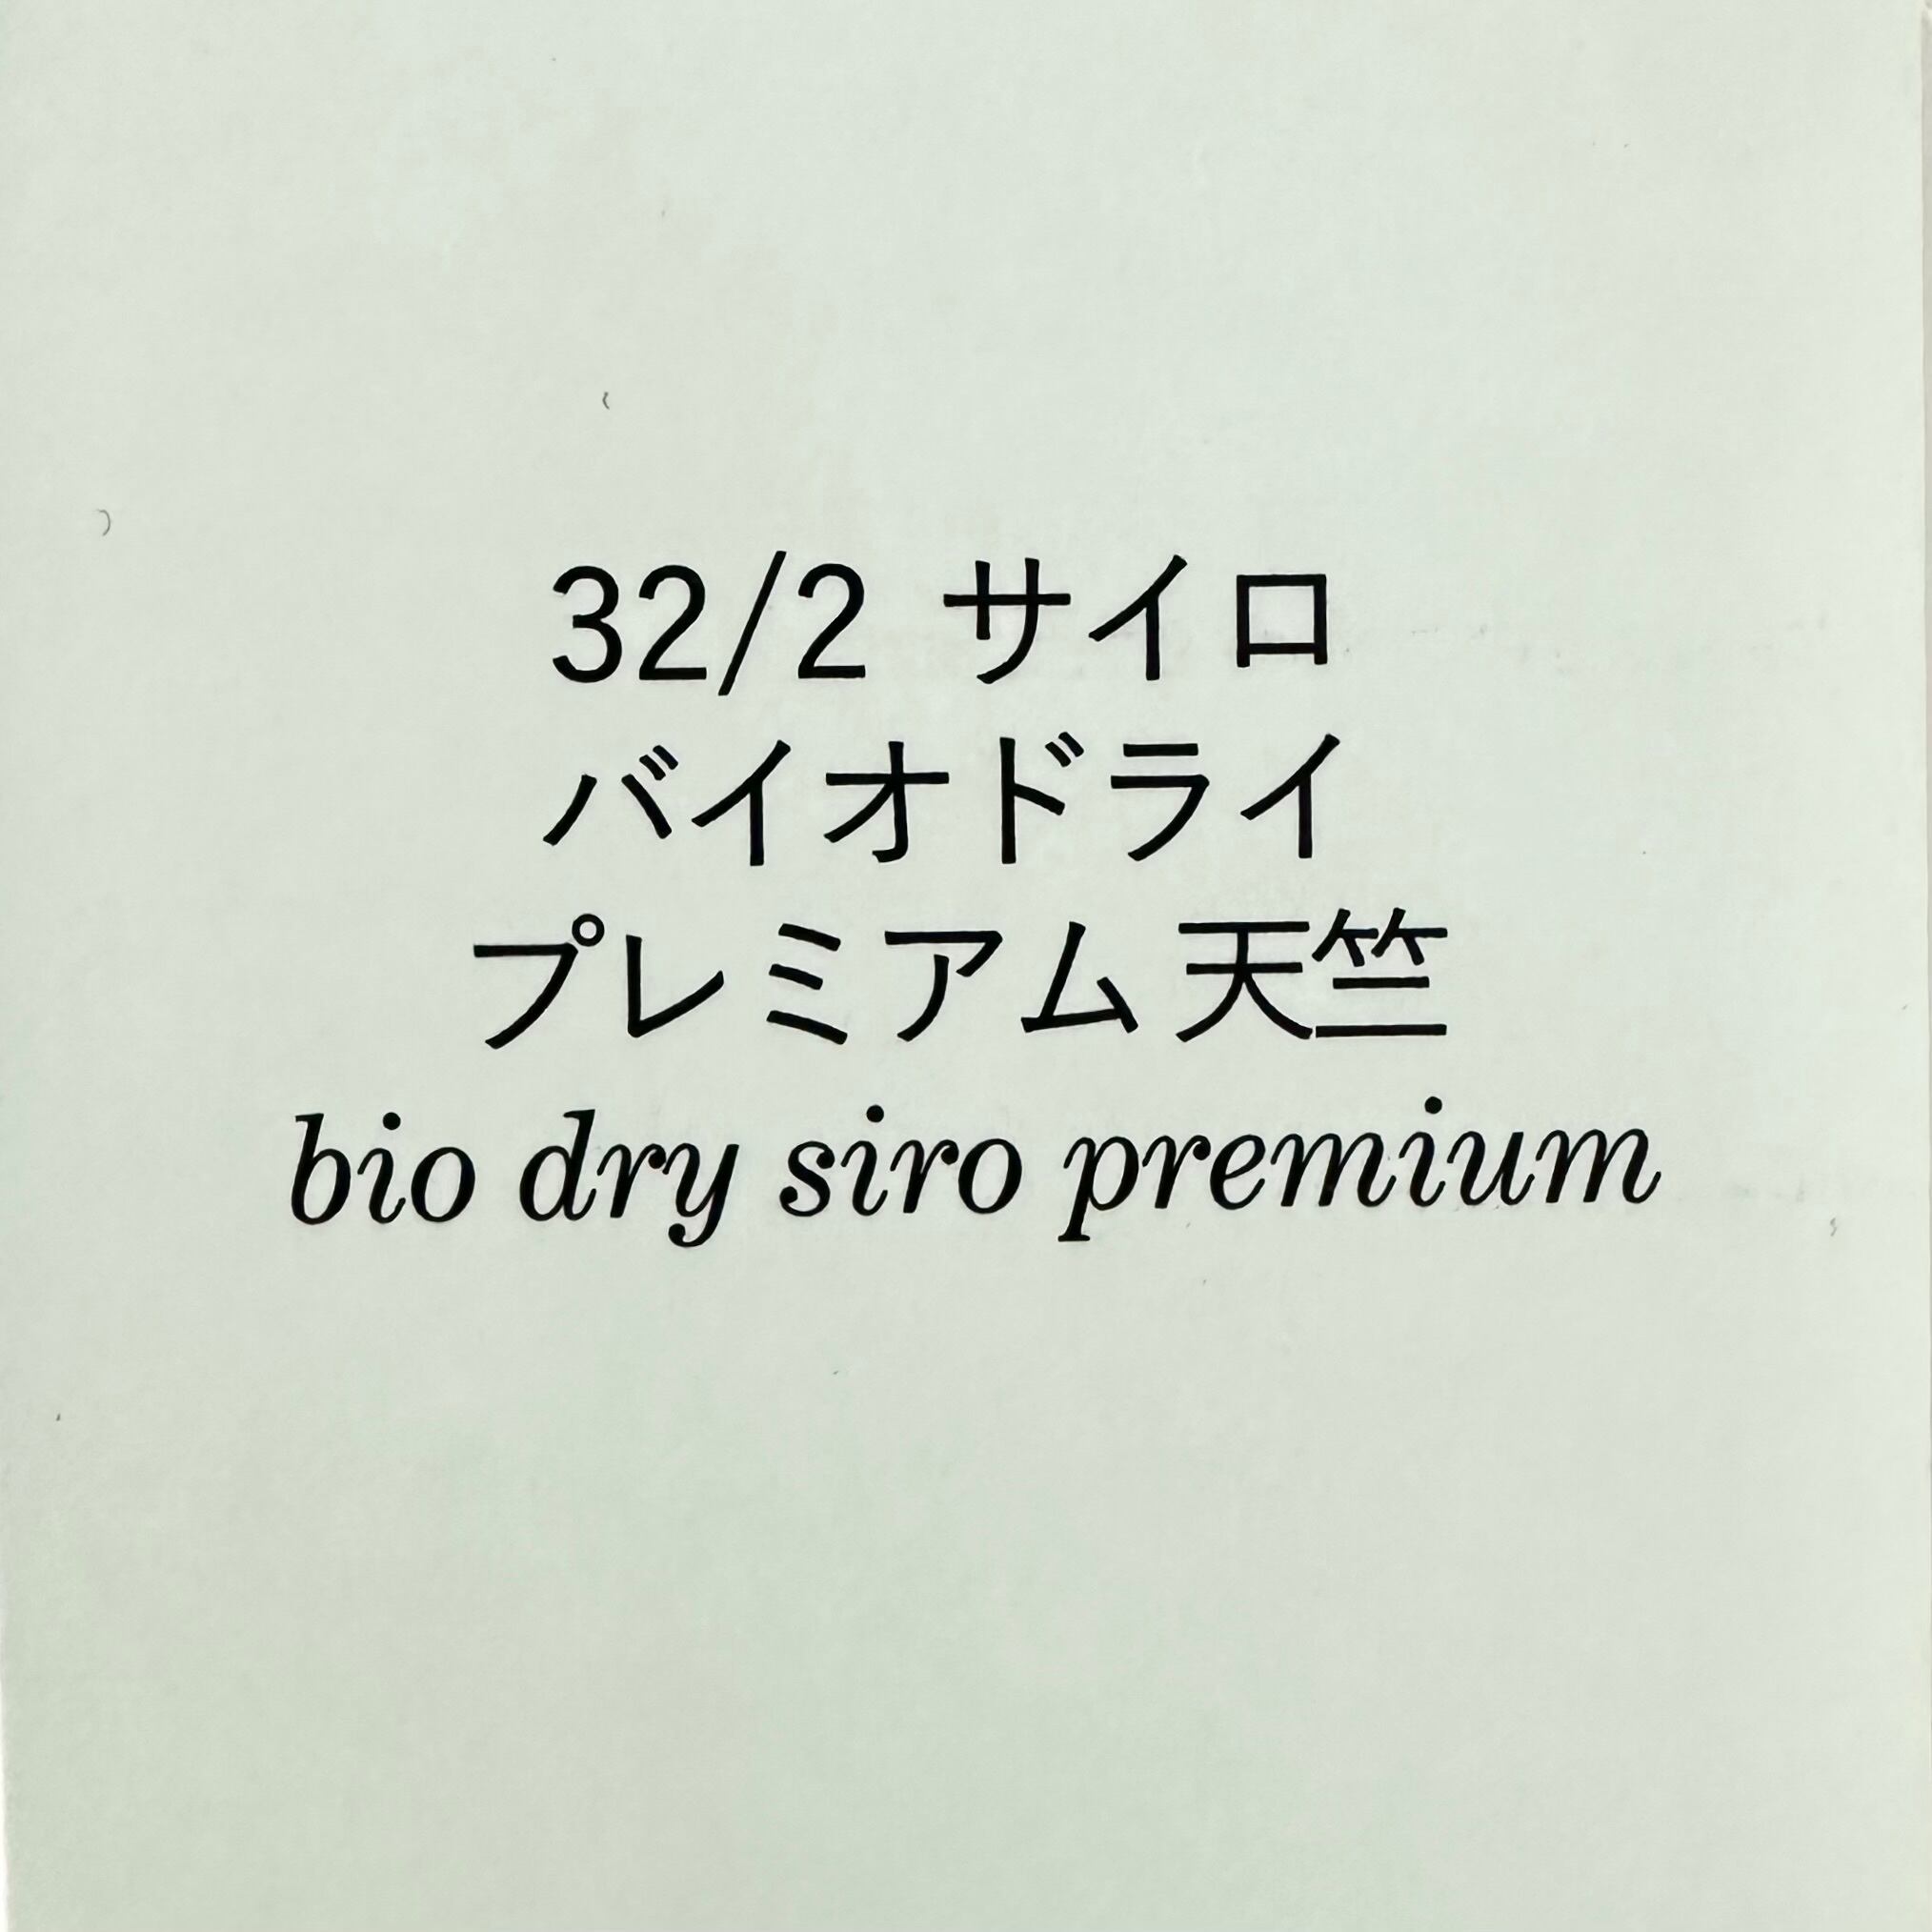 32/2 サイロ
バイオドライ
プレミアム天竺
bio dry siro premium